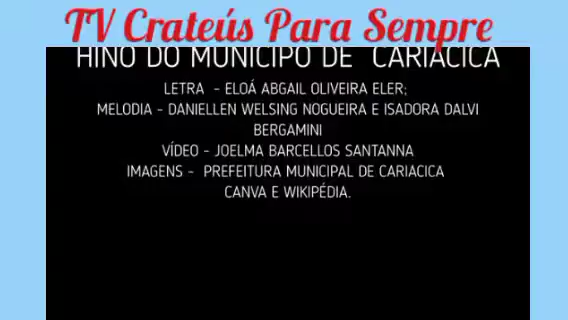 TV Crateús Para Sempre
HINO DO MUNICIPO DE CARIACICA
LETRA - ELOÁ ABGAIL OLIVEIRA ELER;
MELODIA - DANIELLEN WELSING NOGUEIRA E ISADORA DALVI
BERGAMINI
VÍDEO - JOELMA BARCELLOS SANTANNA
IMAGENS - PREFEITURA MUNICIPAL DE CARIACICA
CANVA E WIKIPÉDIA.